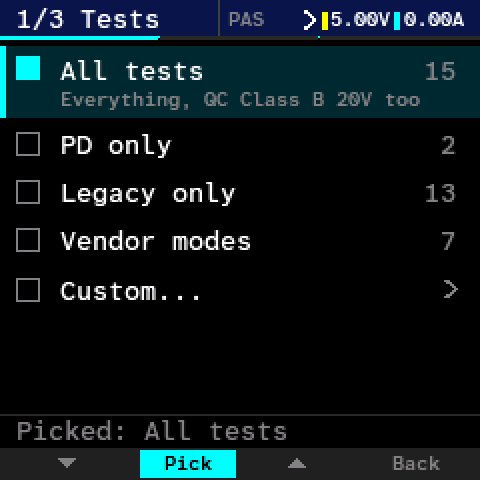 1/3 Tests PAS 5.00V 0.00A
All tests 15
Everything, QC Class B 20V too
PD only 2
Legacy only 13
Vendor modes 7
Custom... >
Picked: All tests
Pick Back